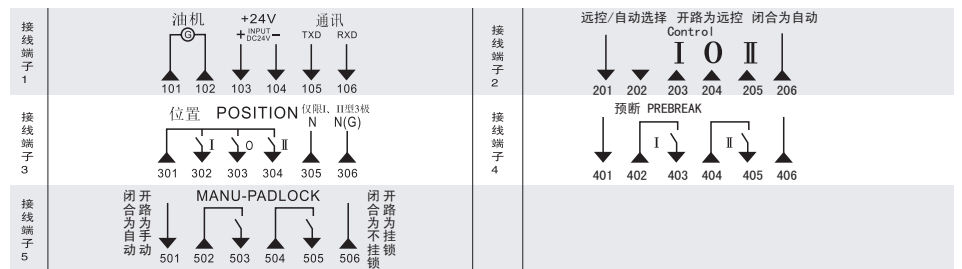 接线端子1
油机
G
+24V
+ INPUT DC24V −
通讯
TXD RXD
101 102 103 104 105 106
接线端子2
远控/自动选择 开路为远控 闭合为自动
Control
I O II
201 202 203 204 205 206
接线端子3
位置 POSITION
仅限I、II型3极
N N(G)
I O II
301 302 303 304 305 306
接线端子4
预断 PREBREAK
I II
401 402 403 404 405 406
接线端子5
开路为手动
闭合为自动
MANU-PADLOCK
开路为挂锁
闭合为不挂锁
501 502 503 504 505 506